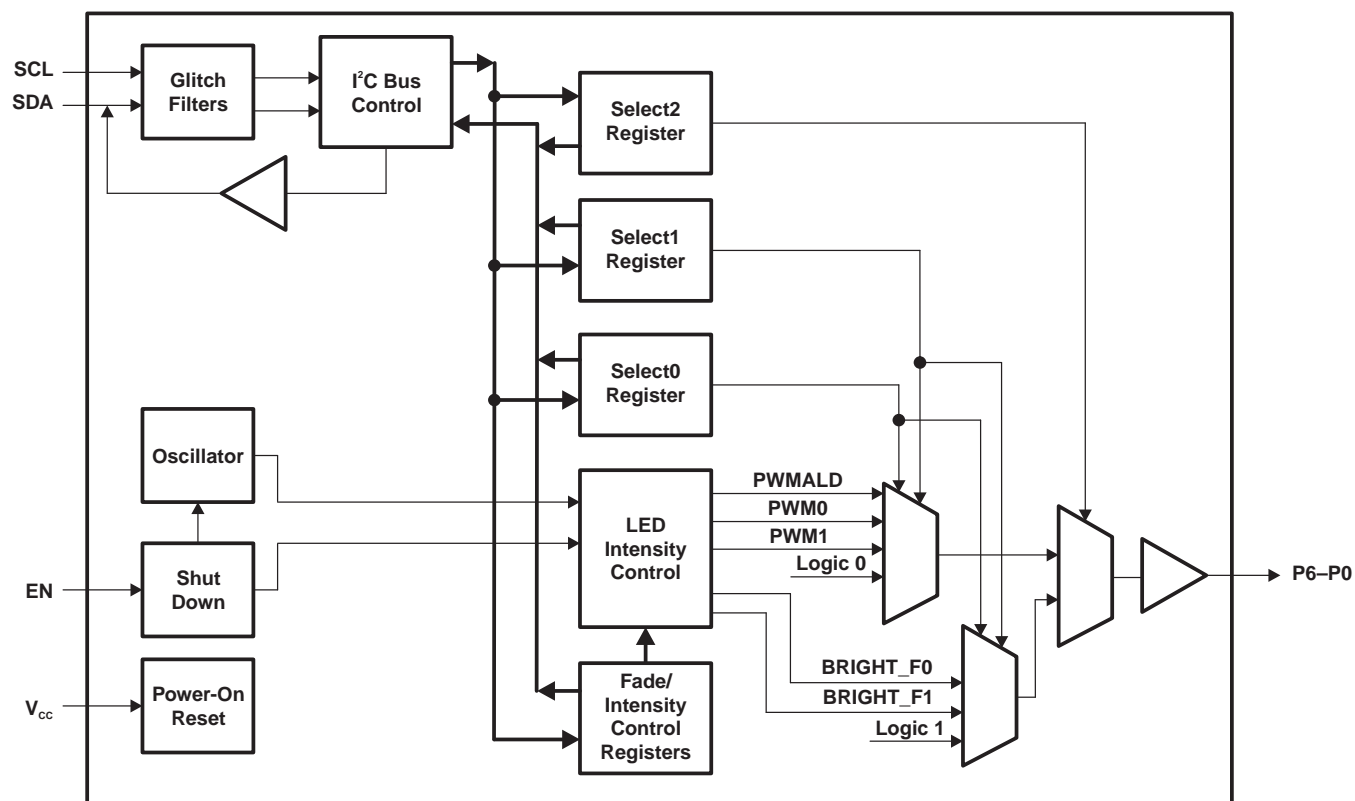 SCL
SDA
Glitch
Filters
I²C Bus
Control
Select2
Register
Select1
Register
Select0
Register
Oscillator
EN
Shut
Down
LED
Intensity
Control
PWMALD
PWM0
PWM1
Logic 0
P6–P0
BRIGHT_F0
BRIGHT_F1
Logic 1
Vcc
Power-On
Reset
Fade/
Intensity
Control
Registers